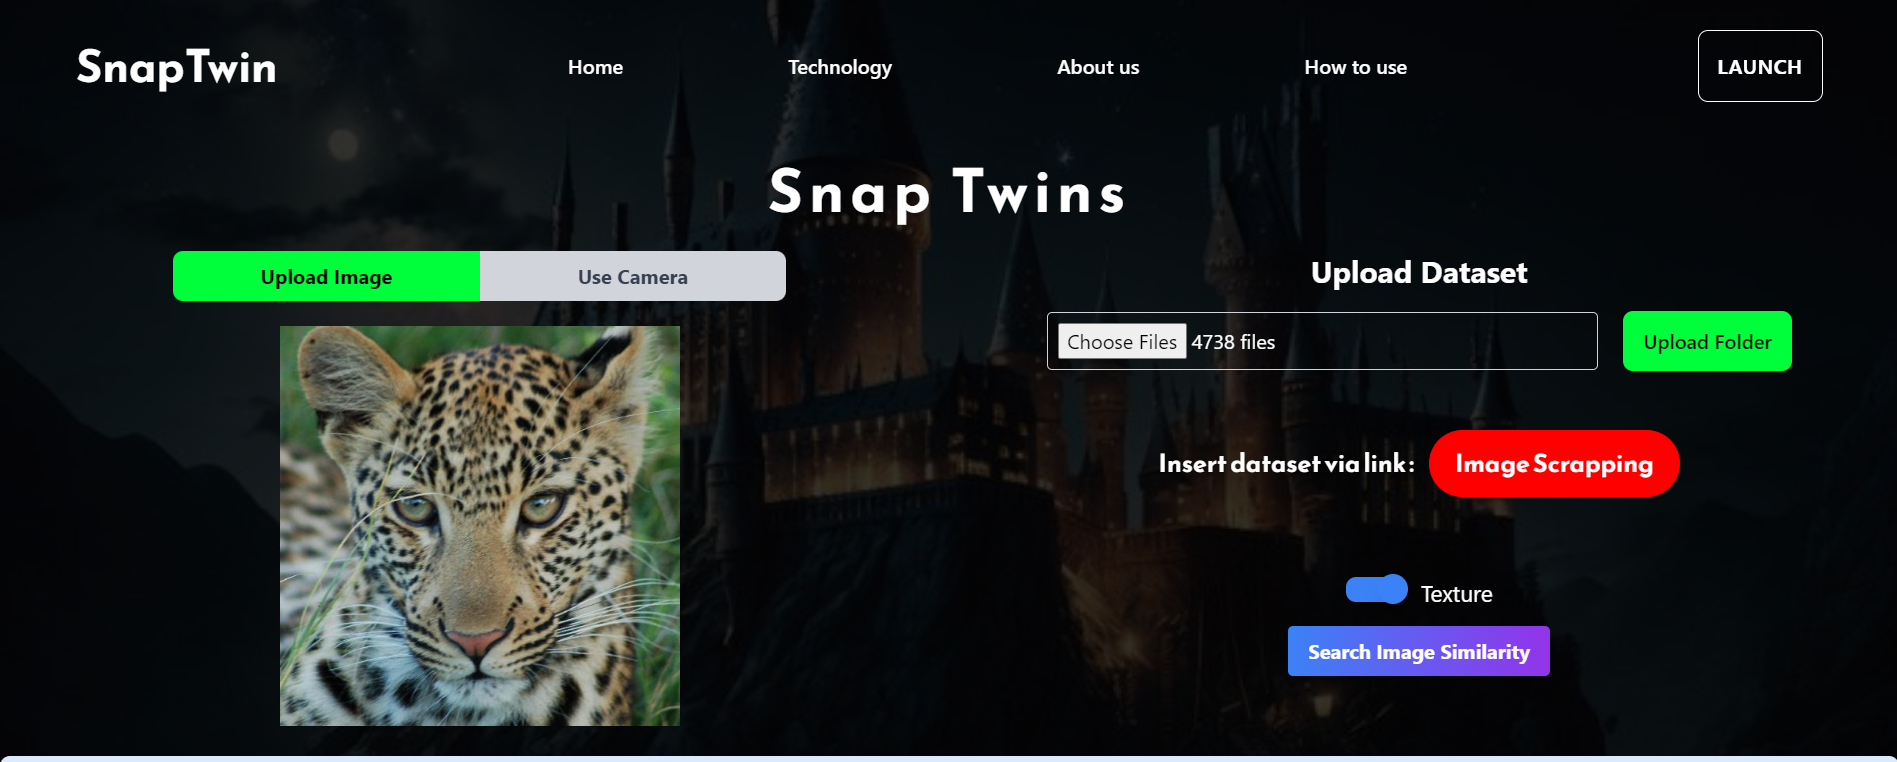 SnapTwin
Home
Technology
About us
How to use
LAUNCH
Snap Twins
Upload Image
Use Camera
Upload Dataset
Choose Files 4738 files
Upload Folder
Insert dataset via link :
Image Scrapping
Texture
Search Image Similarity